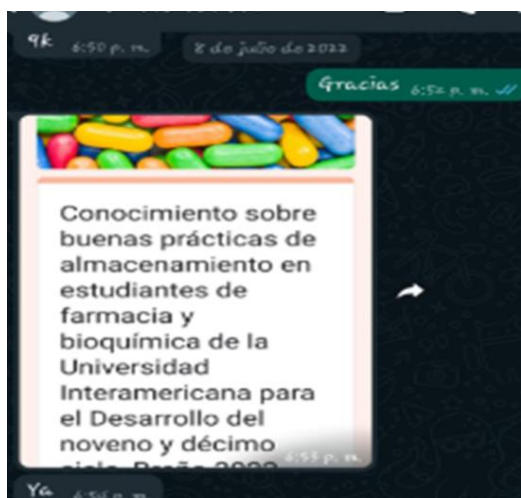 9k 6:50 p. m.
8 de julio de 2022
Gracias 6:52 p. m.
Conocimiento sobre
buenas prácticas de
almacenamiento en
estudiantes de
farmacia y
bioquímica de la
Universidad
Interamericana para
el Desarrollo del
noveno y décimo
6:53 p. m.
Ya